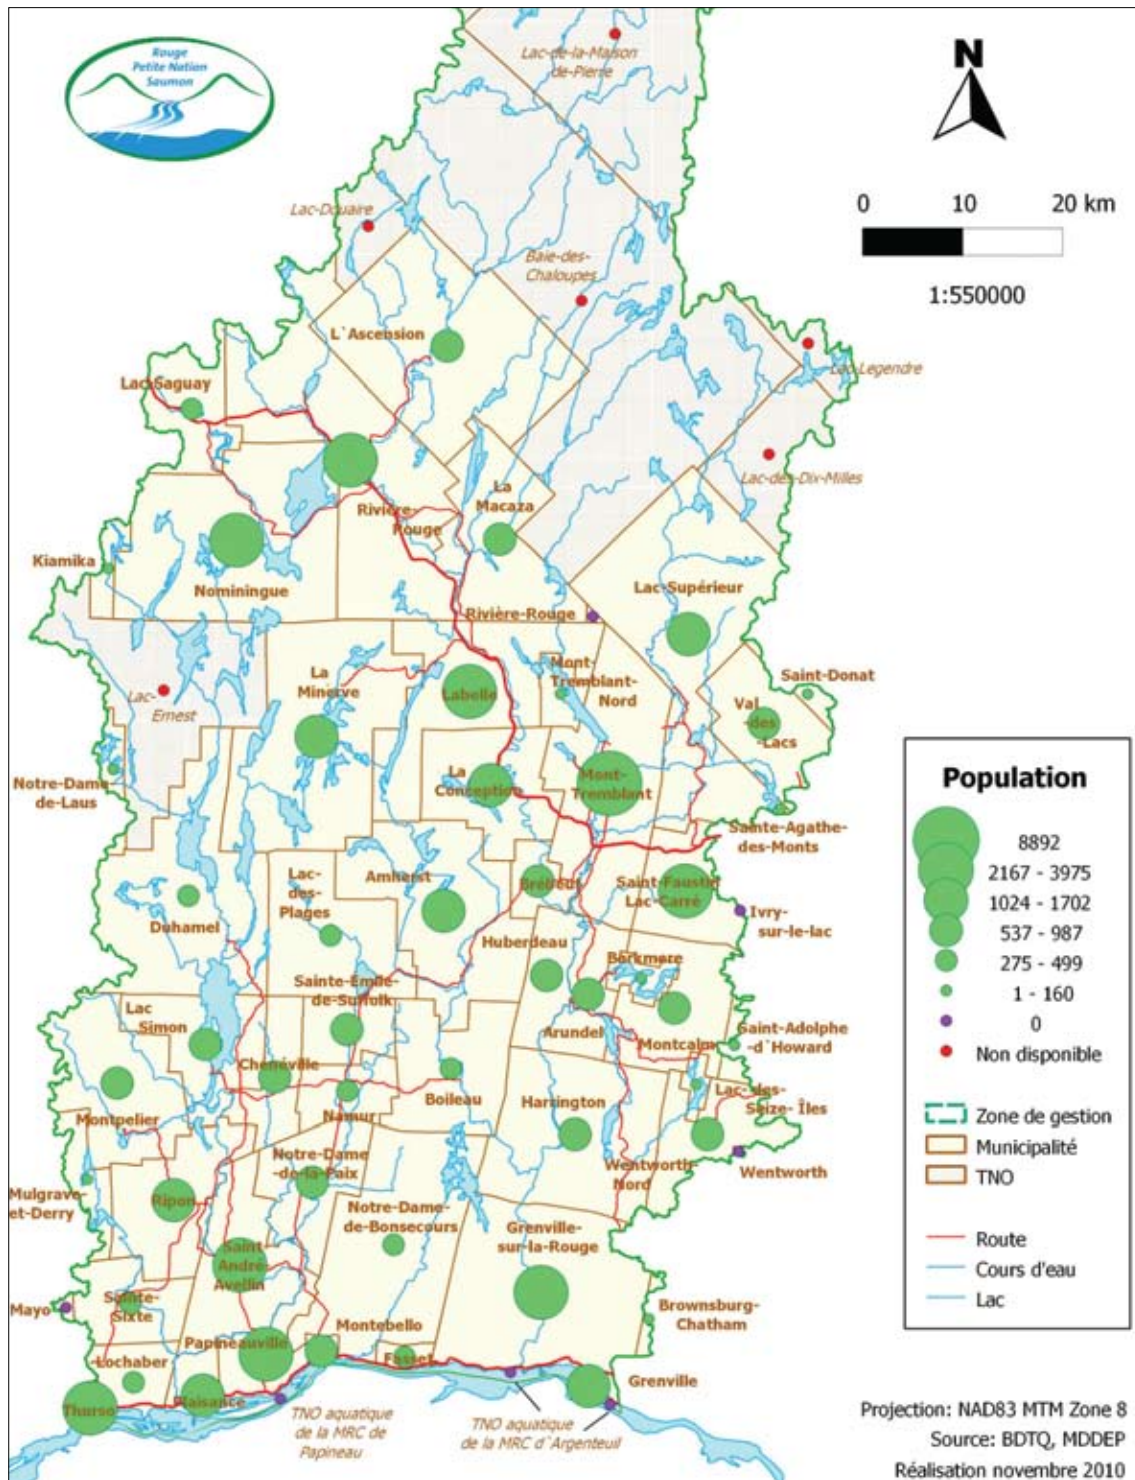 Rouge
Petite Nation
Saumon
Lac-de-la-Maison
de-Pierre
N
0 10 20 km
1:550000
Lac-Douaire
Baie-des-
Chaloupes
L`Ascension
Lac-Legendre
Lac-Saguay
Lac-des-Dix-Milles
La
Macaza
Rivière-
Rouge
Kiamika
Nominingue
Lac-Supérieur
Rivière-Rouge
Lac-
Ernest
La
Minerve
Labelle
Mont-
Tremblant-
Nord
Saint-Donat
Val
-des
-Lacs
Notre-Dame-
de-Laus
La
Conception
Mont-
Tremblant
Sainte-Agathe-
des-Monts
Duhamel
Lac-
des-
Plages
Amherst
Brébeuf
Saint-Faustin
Lac-Carré
Ivry-
sur-le-lac
Huberdeau
Barkmere
Sainte-Émile-
de-Suffolk
Lac
Simon
Arundel
Montcalm
Saint-Adolphe
-d`Howard
Chénéville
Namur
Boileau
Harrington
Lac-des-
Seize-Îles
Montpelier
Notre-Dame
-de-la-Paix
Wentworth-
Nord
Wentworth
Mulgrave-
et-Derry
Ripon
Notre-Dame-
de-Bonsecours
Grenville-
sur-la-Rouge
Saint-
André-
Avellin
Mayo
Sainte-
Sixte
Brownsburg-
Chatham
Montebello
Papineauville
Fasset
Lochaber
Grenville
Thurso
Plaisance
TNO aquatique
de la MRC de
Papineau
TNO aquatique
de la MRC d`Argenteuil
Population
8892
2167 - 3975
1024 - 1702
537 - 987
275 - 499
1 - 160
0
Non disponible
Zone de gestion
Municipalité
TNO
Route
Cours d'eau
Lac
Projection: NAD83 MTM Zone 8
Source: BDTQ, MDDEP
Réalisation novembre 2010